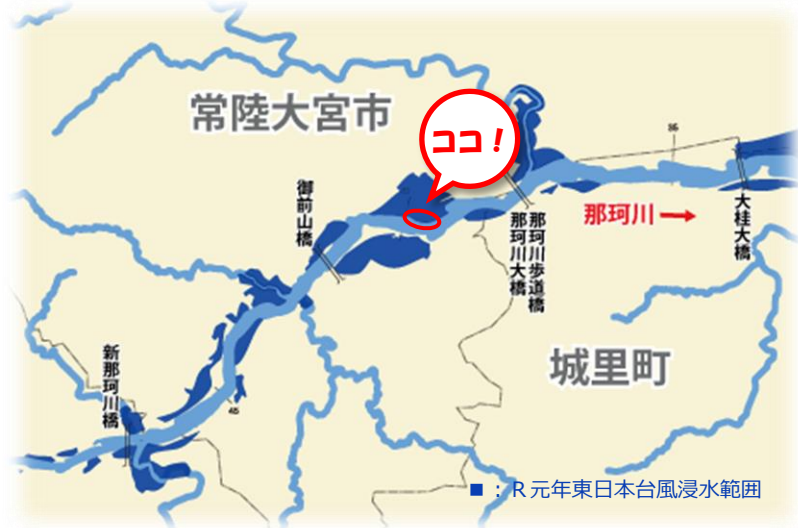 常陸大宮市
ココ！
36
御前山橋
那珂川
大桂大橋
那珂川歩道橋
那珂川大橋
城里町
新那珂川橋
45
■：R元年東日本台風浸水範囲